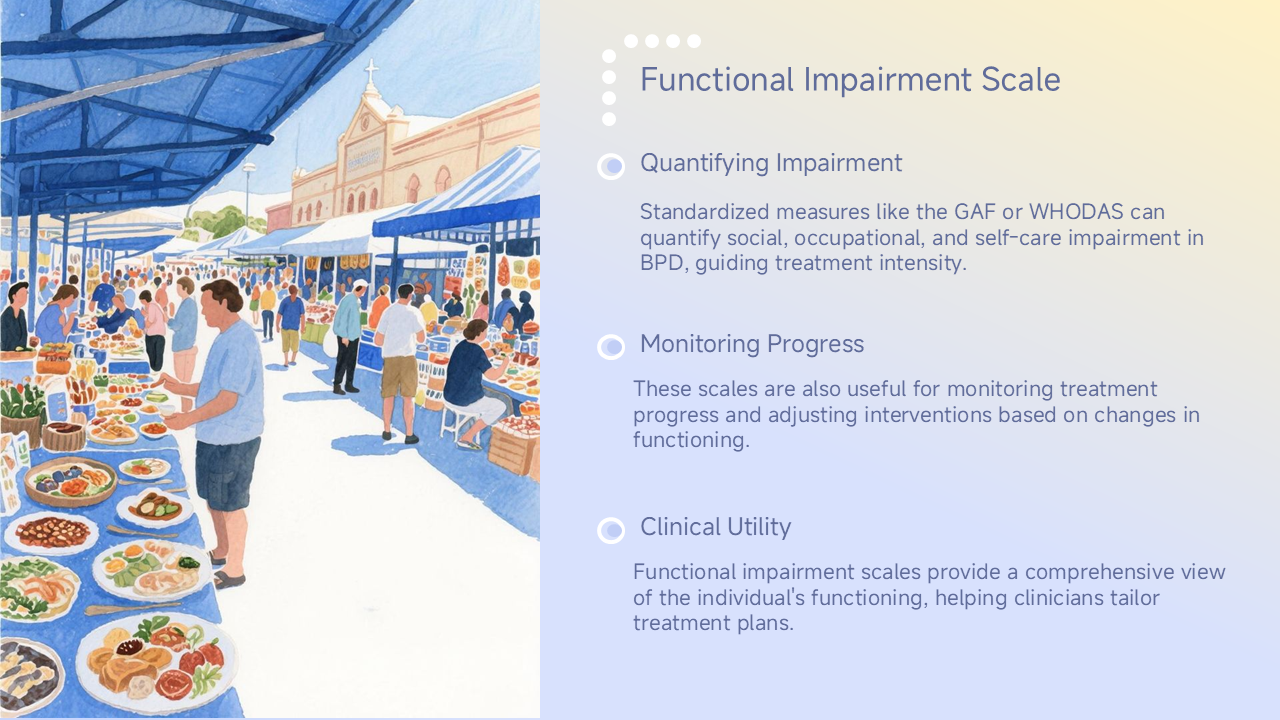 Functional Impairment Scale
Quantifying Impairment
Standardized measures like the GAF or WHODAS can
quantify social, occupational, and self-care impairment in
BPD, guiding treatment intensity.
Monitoring Progress
These scales are also useful for monitoring treatment
progress and adjusting interventions based on changes in
functioning.
Clinical Utility
Functional impairment scales provide a comprehensive view
of the individual's functioning, helping clinicians tailor
treatment plans.